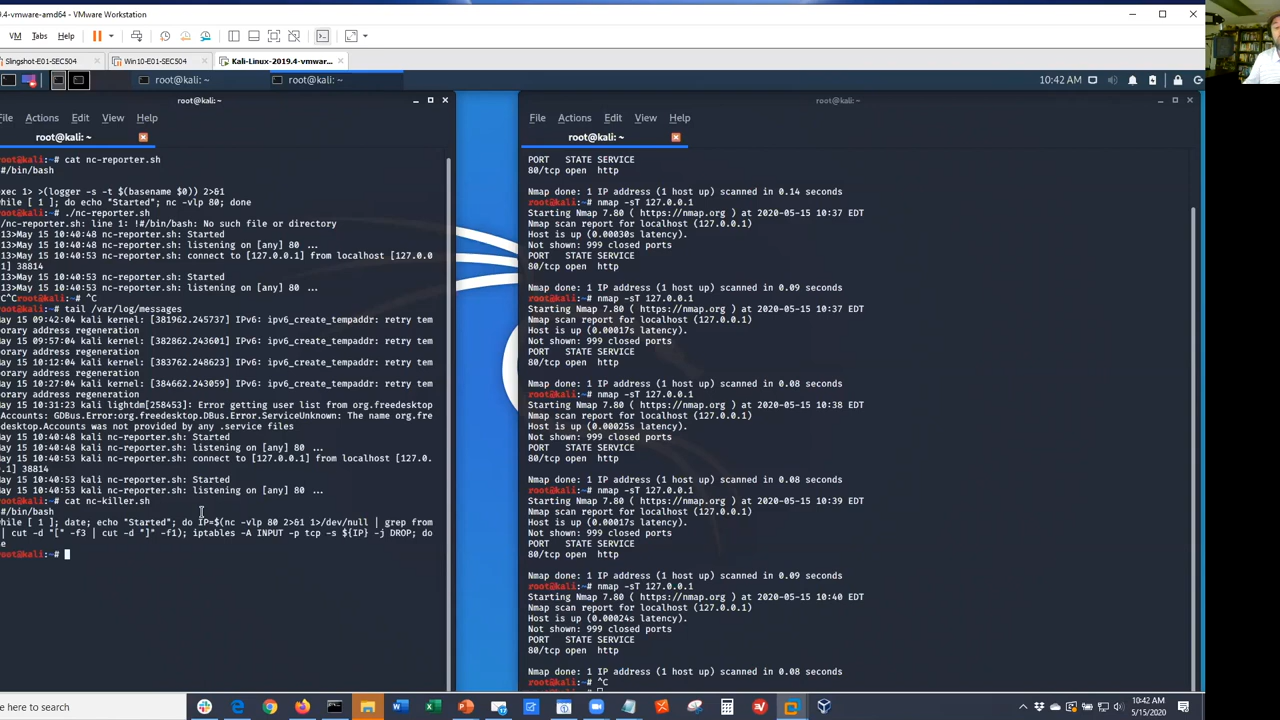 9.4-vmware-amd64 - VMware Workstation
VM Tabs Help
Slingshot-E01-SEC504 Win10-E01-SEC504 Kali-Linux-2019.4-vmwar...
root@kali: ~ root@kali: ~ 10:42 AM
root@kali: ~
File Actions Edit View Help
root@kali: ~
root@kali:~# cat nc-reporter.sh
#/bin/bash
exec 1> >(logger -s -t $(basename $0)) 2>&1
while [ 1 ]; do echo "Started"; nc -vlp 80; done
root@kali:~# ./nc-reporter.sh
/nc-reporter.sh: line 1: !#/bin/bash: No such file or directory
13>May 15 10:40:48 nc-reporter.sh: Started
13>May 15 10:40:48 nc-reporter.sh: listening on [any] 80 ...
13>May 15 10:40:53 nc-reporter.sh: connect to [127.0.0.1] from localhost [127.0.0
.1] 38814
13>May 15 10:40:53 nc-reporter.sh: Started
13>May 15 10:40:53 nc-reporter.sh: listening on [any] 80 ...
C^Croot@kali:~# ^C
root@kali:~# tail /var/log/messages
May 15 09:42:04 kali kernel: [381962.245737] IPv6: ipv6_create_tempaddr: retry tem
porary address regeneration
May 15 09:57:04 kali kernel: [382862.243601] IPv6: ipv6_create_tempaddr: retry tem
porary address regeneration
May 15 10:12:04 kali kernel: [383762.248623] IPv6: ipv6_create_tempaddr: retry tem
porary address regeneration
May 15 10:27:04 kali kernel: [384662.243059] IPv6: ipv6_create_tempaddr: retry tem
porary address regeneration
May 15 10:31:23 kali lightdm[258453]: Error getting user list from org.freedesktop
Accounts: GDBus.Error:org.freedesktop.DBus.Error.ServiceUnknown: The name org.fre
edesktop.Accounts was not provided by any .service files
May 15 10:40:48 kali nc-reporter.sh: Started
May 15 10:40:48 kali nc-reporter.sh: listening on [any] 80 ...
May 15 10:40:53 kali nc-reporter.sh: connect to [127.0.0.1] from localhost [127.0.
0.1] 38814
May 15 10:40:53 kali nc-reporter.sh: Started
May 15 10:40:53 kali nc-reporter.sh: listening on [any] 80 ...
root@kali:~# cat nc-killer.sh
#/bin/bash
while [ 1 ]; date; echo "Started"; do IP=$(nc -vlp 80 2>&1 1>/dev/null | grep from
| cut -d "[" -f3 | cut -d "]" -f1); iptables -A INPUT -p tcp -s ${IP} -j DROP; do
ne
root@kali:~#
root@kali: ~
File Actions Edit View Help
root@kali: ~
PORT STATE SERVICE
80/tcp open http
Nmap done: 1 IP address (1 host up) scanned in 0.14 seconds
root@kali:~# nmap -sT 127.0.0.1
Starting Nmap 7.80 ( https://nmap.org ) at 2020-05-15 10:37 EDT
Nmap scan report for localhost (127.0.0.1)
Host is up (0.00030s latency).
Not shown: 999 closed ports
PORT STATE SERVICE
80/tcp open http
Nmap done: 1 IP address (1 host up) scanned in 0.09 seconds
root@kali:~# nmap -sT 127.0.0.1
Starting Nmap 7.80 ( https://nmap.org ) at 2020-05-15 10:37 EDT
Nmap scan report for localhost (127.0.0.1)
Host is up (0.00017s latency).
Not shown: 999 closed ports
PORT STATE SERVICE
80/tcp open http
Nmap done: 1 IP address (1 host up) scanned in 0.08 seconds
root@kali:~# nmap -sT 127.0.0.1
Starting Nmap 7.80 ( https://nmap.org ) at 2020-05-15 10:38 EDT
Nmap scan report for localhost (127.0.0.1)
Host is up (0.00025s latency).
Not shown: 999 closed ports
PORT STATE SERVICE
80/tcp open http
Nmap done: 1 IP address (1 host up) scanned in 0.08 seconds
root@kali:~# nmap -sT 127.0.0.1
Starting Nmap 7.80 ( https://nmap.org ) at 2020-05-15 10:39 EDT
Nmap scan report for localhost (127.0.0.1)
Host is up (0.00017s latency).
Not shown: 999 closed ports
PORT STATE SERVICE
80/tcp open http
Nmap done: 1 IP address (1 host up) scanned in 0.09 seconds
root@kali:~# nmap -sT 127.0.0.1
Starting Nmap 7.80 ( https://nmap.org ) at 2020-05-15 10:40 EDT
Nmap scan report for localhost (127.0.0.1)
Host is up (0.00024s latency).
Not shown: 999 closed ports
PORT STATE SERVICE
80/tcp open http
Nmap done: 1 IP address (1 host up) scanned in 0.08 seconds
root@kali:~# ^C
e here to search
10:42 AM
5/15/2020